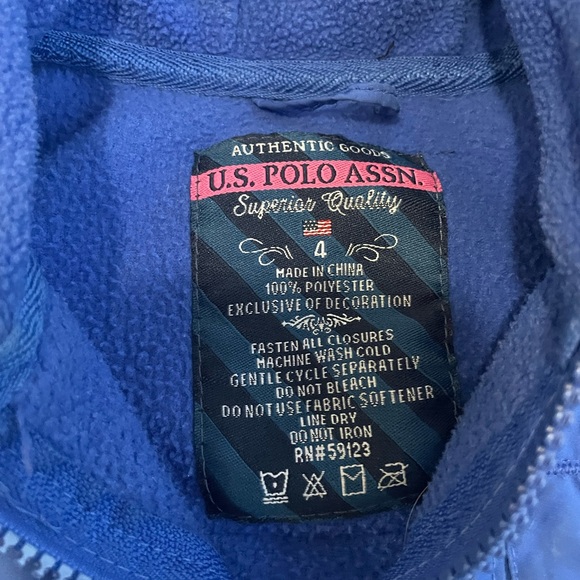 AUTHENTIC GOODS
U.S. POLO ASSN.
Superior Quality
4
MADE IN CHINA
100% POLYESTER
EXCLUSIVE OF DECORATION
FASTEN ALL CLOSURES
MACHINE WASH COLD
GENTLE CYCLE SEPARATELY
DO NOT BLEACH
DO NOT USE FABRIC SOFTENER
LINE DRY
DO NOT IRON
RN#59123